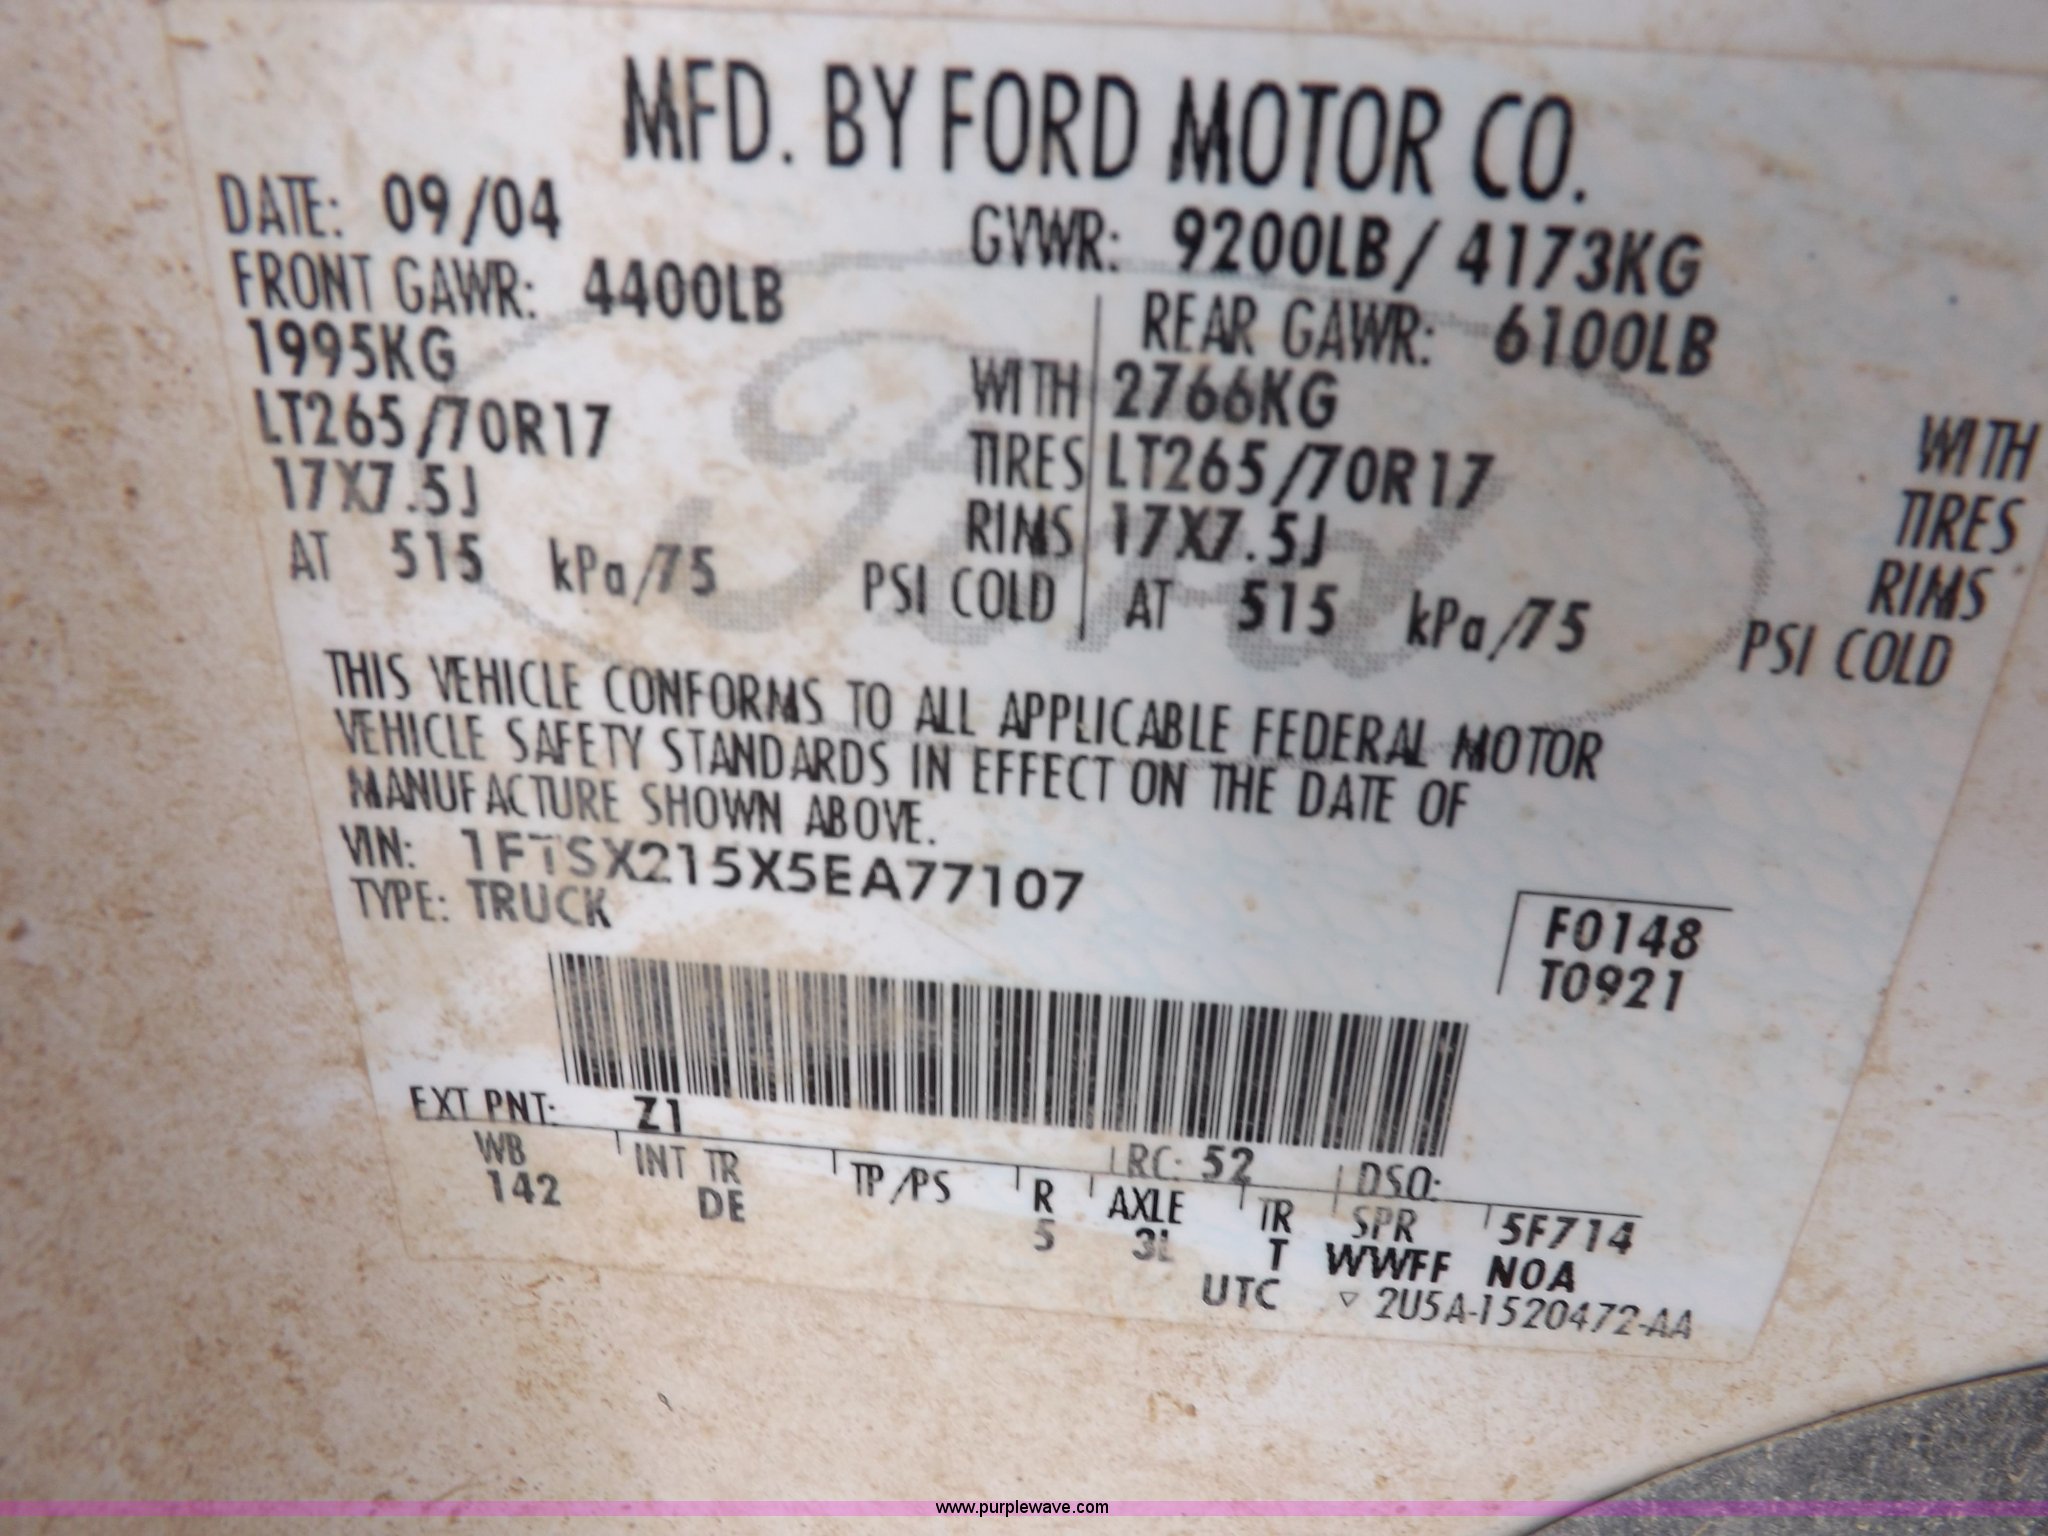 MFD. BY FORD MOTOR CO.
DATE: 09/04 GVWR: 9200LB/ 4173KG
FRONT GAWR: 4400LB REAR GAWR: 6100LB
1995KG WITH 2766KG WITH
LT265/70R17 TIRES LT265/70R17 TIRES
17X7.5J RIMS 17X7.5J RIMS
AT 515 kPa/75 PSI COLD AT 515 kPa/75 PSI COLD
THIS VEHICLE CONFORMS TO ALL APPLICABLE FEDERAL MOTOR
VEHICLE SAFETY STANDARDS IN EFFECT ON THE DATE OF
MANUFACTURE SHOWN ABOVE.
VIN: 1FTSX215X5EA77107
TYPE: TRUCK
F0148
T0921
EXT PNT: Z1 RC: 52 DSO:
WB INT TR TP/PS R AXLE TR SPR 5F714
142 DE 5 3L T WWFF NOA
UTC ▽ 2U5A-1520472-AA
Ford
www.purplewave.com